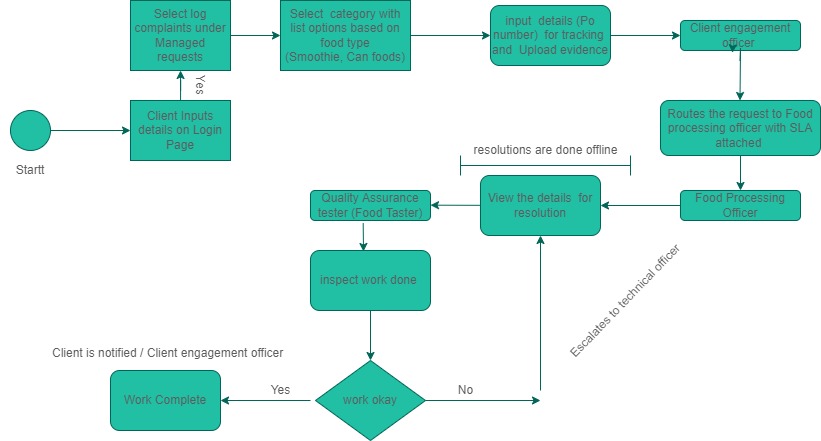 Select log
complaints under
Managed
requests
Select  category with
list options based on
food type
(Smoothie, Can foods)
input  details (Po
number)  for tracking
and  Upload evidence
Client engagement
officer
Yes
Client Inputs
details on Login
Page
Startt
Routes the request to Food
processing officer with SLA
attached
resolutions are done offline
Quality Assurance
tester (Food Taster)
View the details  for
resolution
Food Processing
Officer
inspect work done
Escalates to technical officer
Client is notified / Client engagement officer
Work Complete
Yes
work okay
No